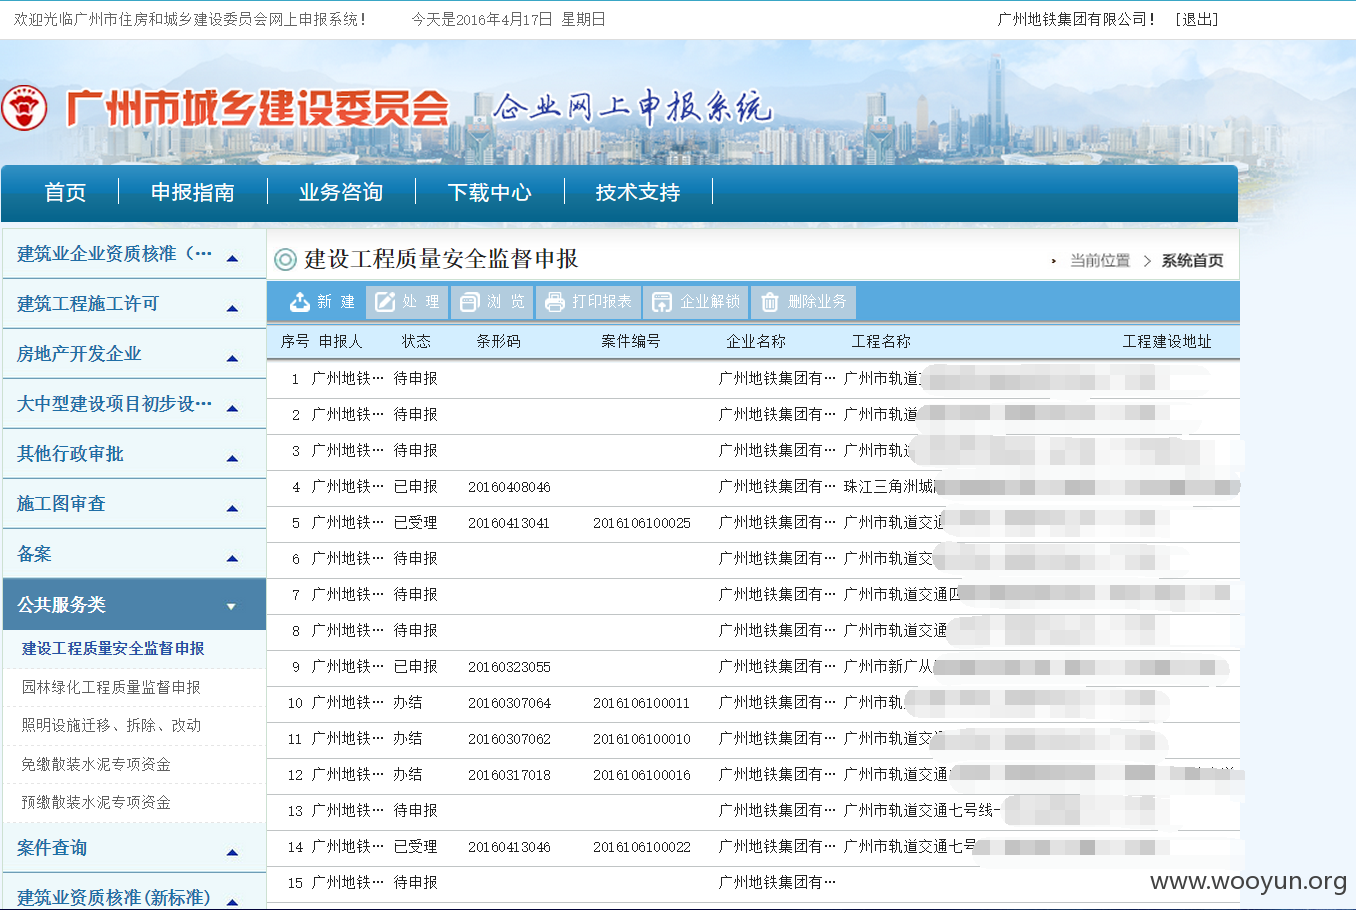 欢迎光临广州市住房和城乡建设委员会网上申报系统! 今天是2016年4月17日 星期日 广州地铁集团有限公司! [退出]
广州市城乡建设委员会 企业网上申报系统
首页 申报指南 业务咨询 下载中心 技术支持
建筑业企业资质核准（…
建筑工程施工许可
房地产开发企业
大中型建设项目初步设…
其他行政审批
施工图审查
备案
公共服务类
建设工程质量安全监督申报
园林绿化工程质量监督申报
照明设施迁移、拆除、改动
免缴散装水泥专项资金
预缴散装水泥专项资金
案件查询
建筑业资质核准(新标准)
建设工程质量安全监督申报 当前位置 > 系统首页
新 建 处 理 浏 览 打印报表 企业解锁 删除业务
序号 申报人 状态 条形码 案件编号 企业名称 工程名称 工程建设地址
1 广州地铁… 待申报 广州地铁集团有… 广州市轨道
2 广州地铁… 待申报 广州地铁集团有… 广州市轨道
3 广州地铁… 待申报 广州地铁集团有… 广州市轨
4 广州地铁… 已申报 20160408046 广州地铁集团有… 珠江三角洲城
5 广州地铁… 已受理 20160413041 2016106100025 广州地铁集团有… 广州市轨道交
6 广州地铁… 待申报 广州地铁集团有… 广州市轨道交
7 广州地铁… 待申报 广州地铁集团有… 广州市轨道交通四
8 广州地铁… 待申报 广州地铁集团有… 广州市轨道交通
9 广州地铁… 已申报 20160323055 广州地铁集团有… 广州市新广从
10 广州地铁… 办结 20160307064 2016106100011 广州地铁集团有… 广州市轨
11 广州地铁… 办结 20160307062 2016106100010 广州地铁集团有… 广州市轨道交
12 广州地铁… 办结 20160317018 2016106100016 广州地铁集团有… 广州市轨道交通
13 广州地铁… 待申报 广州地铁集团有… 广州市轨道交通七号线一
14 广州地铁… 已受理 20160413046 2016106100022 广州地铁集团有… 广州市轨道交通七号
15 广州地铁… 待申报 广州地铁集团有…
www.wooyun.org